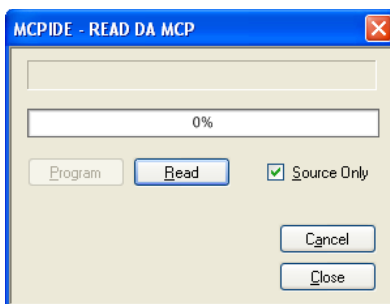 MCPIDE - READ DA MCP
0%
Program Read Source Only
Cancel
Close